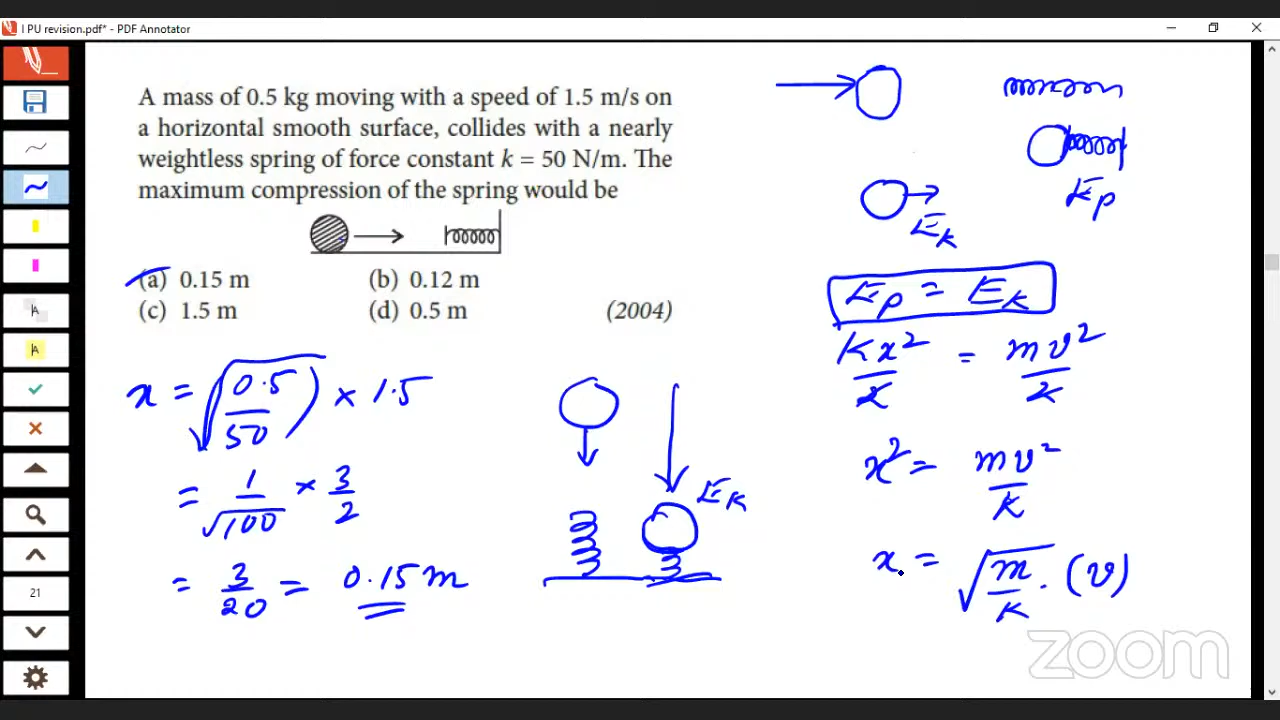 I PU revision.pdf* - PDF Annotator
A mass of 0.5 kg moving with a speed of 1.5 m/s on
a horizontal smooth surface, collides with a nearly
weightless spring of force constant k = 50 N/m. The
maximum compression of the spring would be
(a) 0.15 m (b) 0.12 m
(c) 1.5 m (d) 0.5 m (2004)
x = √(0.5/50) × 1.5
= 1/√100 × 3/2
= 3/20 = 0.15 m
EK
EP
EK
EP = EK
Kx²/2 = mv²/2
x² = mv²/K
x = √m/K . (v)
A
A
21
zoom